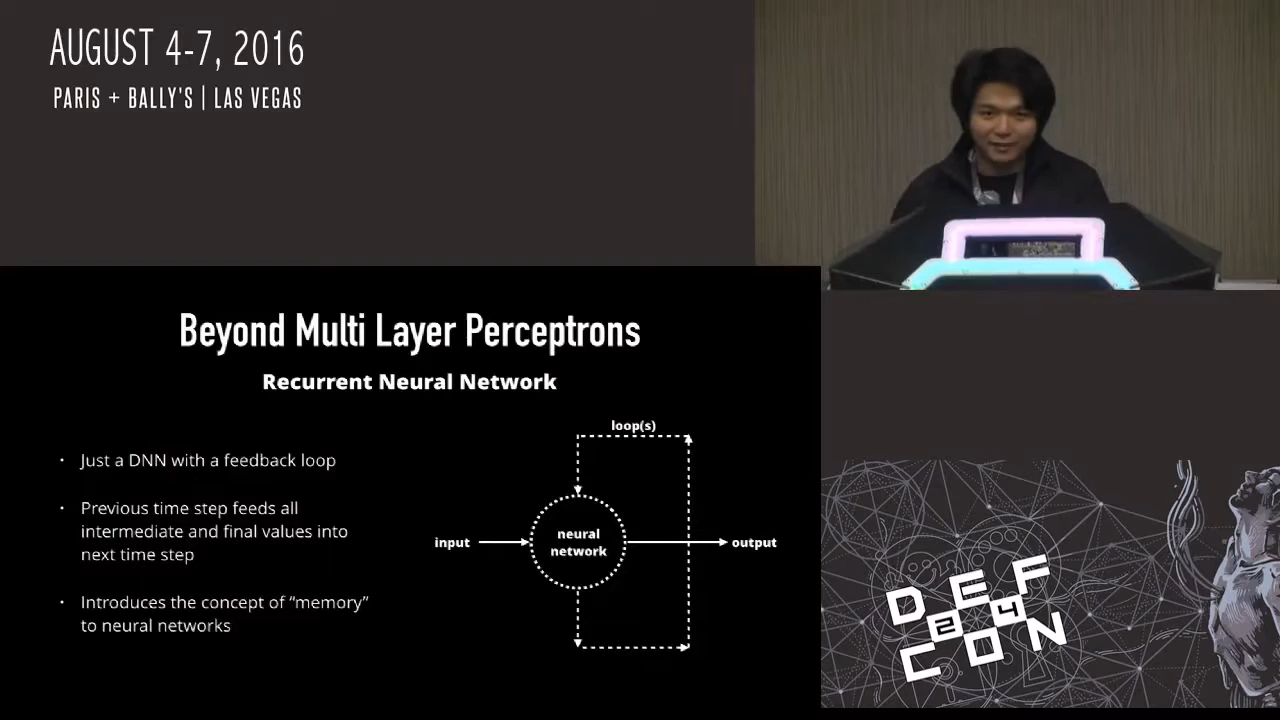 AUGUST 4-7, 2016
PARIS + BALLY'S | LAS VEGAS
Beyond Multi Layer Perceptrons
Recurrent Neural Network
· Just a DNN with a feedback loop
· Previous time step feeds all
intermediate and final values into
next time step
· Introduces the concept of “memory”
to neural networks
loop(s)
input
neural
network
output
DEF
24
CON